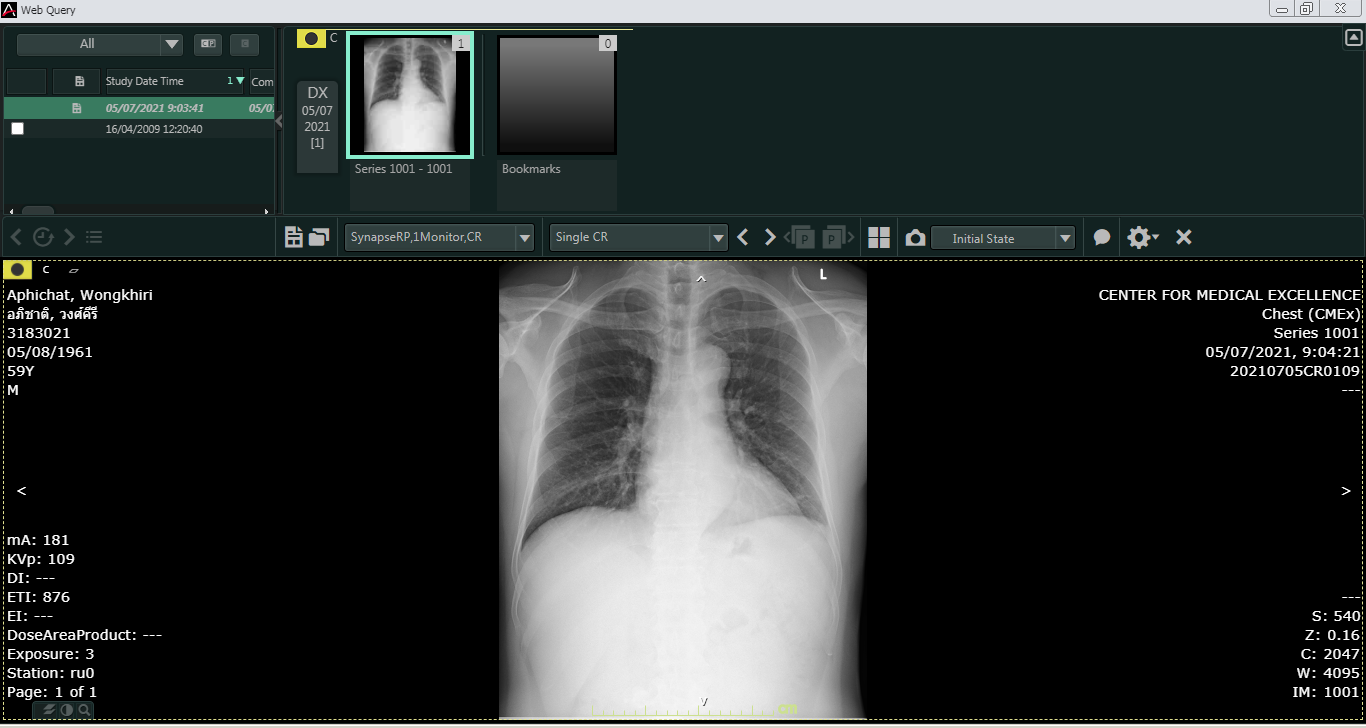 Web Query
All
Study Date Time 1 Com
05/07/2021 9:03:41 05/07
16/04/2009 12:20:40
C
DX
05/07
2021
[1]
1
Series 1001 - 1001
0
Bookmarks
SynapseRP,1Monitor,CR
Single CR
P
P
Initial State
C
Aphichat, Wongkhiri
อภิชาติ, วงศ์คีรี
3183021
05/08/1961
59Y
M
<
mA: 181
KVp: 109
DI: ---
ETI: 876
EI: ---
DoseAreaProduct: ---
Exposure: 3
Station: ru0
Page: 1 of 1
L
cm
CENTER FOR MEDICAL EXCELLENCE
Chest (CMEx)
Series 1001
05/07/2021, 9:04:21
20210705CR0109
---
>
---
S: 540
Z: 0.16
C: 2047
W: 4095
IM: 1001